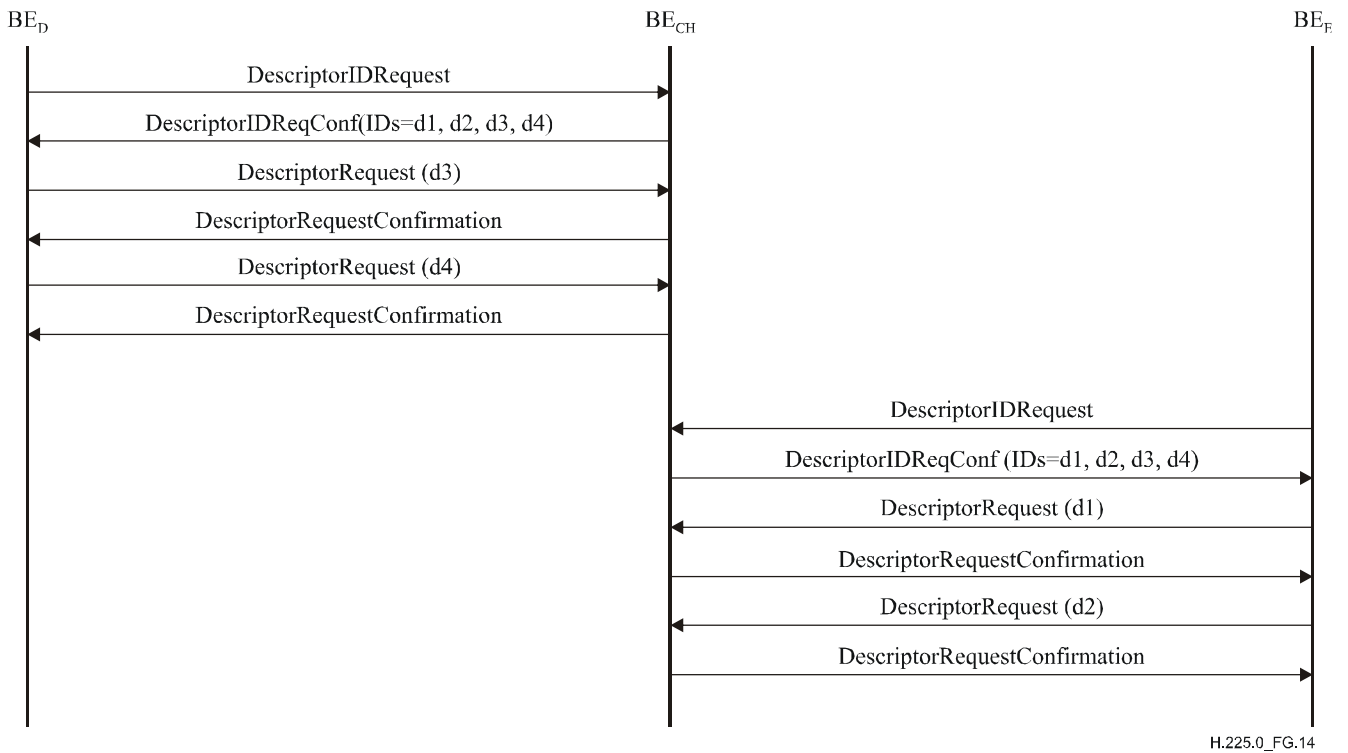 BE_D BE_CH BE_E
DescriptorIDRequest
DescriptorIDReqConf(IDs=d1, d2, d3, d4)
DescriptorRequest (d3)
DescriptorRequestConfirmation
DescriptorRequest (d4)
DescriptorRequestConfirmation
DescriptorIDRequest
DescriptorIDReqConf (IDs=d1, d2, d3, d4)
DescriptorRequest (d1)
DescriptorRequestConfirmation
DescriptorRequest (d2)
DescriptorRequestConfirmation
H.225.0_FG.14